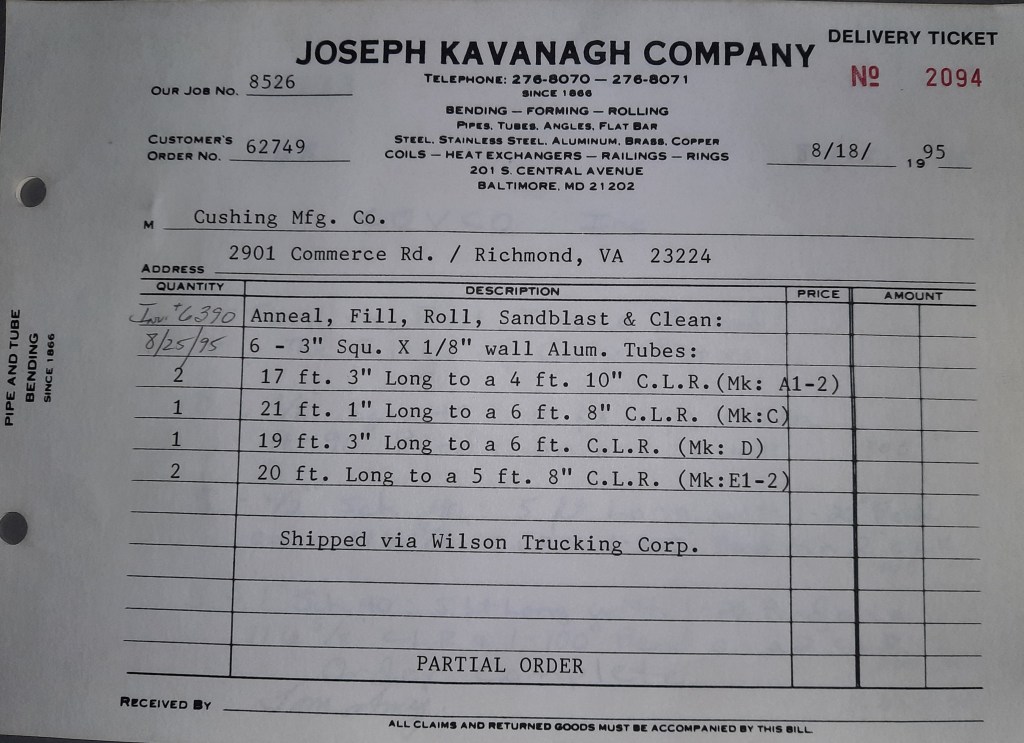 JOSEPH KAVANAGH COMPANY
DELIVERY TICKET
TELEPHONE: 276-8070 — 276-8071
Nº 2094
OUR JOB NO. 8526
SINCE 1866
BENDING — FORMING — ROLLING
PIPES, TUBES, ANGLES, FLAT BAR
CUSTOMER'S ORDER NO. 62749
STEEL, STAINLESS STEEL, ALUMINUM, BRASS, COPPER
COILS — HEAT EXCHANGERS — RAILINGS — RINGS
8/18/ 1995
201 S. CENTRAL AVENUE
BALTIMORE, MD 21202
M Cushing Mfg. Co.
ADDRESS 2901 Commerce Rd. / Richmond, VA 23224
QUANTITY DESCRIPTION PRICE AMOUNT
Inv. #6390 Anneal, Fill, Roll, Sandblast & Clean:
8/25/95 6 - 3" Squ. X 1/8" wall Alum. Tubes:
2 17 ft. 3" Long to a 4 ft. 10" C.L.R.(Mk: A1-2)
1 21 ft. 1" Long to a 6 ft. 8" C.L.R. (Mk:C)
1 19 ft. 3" Long to a 6 ft. C.L.R. (Mk: D)
2 20 ft. Long to a 5 ft. 8" C.L.R. (Mk:E1-2)
Shipped via Wilson Trucking Corp.
PARTIAL ORDER
RECEIVED BY
ALL CLAIMS AND RETURNED GOODS MUST BE ACCOMPANIED BY THIS BILL
PIPE AND TUBE
BENDING
SINCE 1866